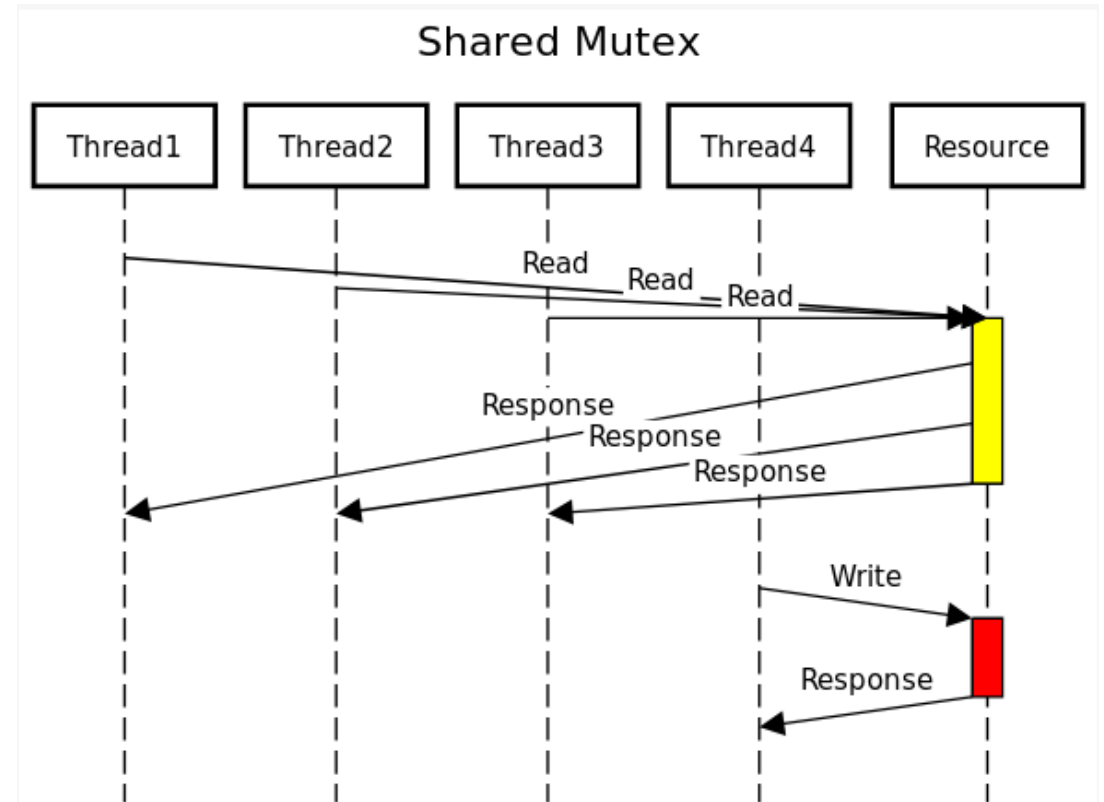 Shared Mutex
Thread1
Thread2
Thread3
Thread4
Resource
Read
Read
Read
Response
Response
Response
Write
Response